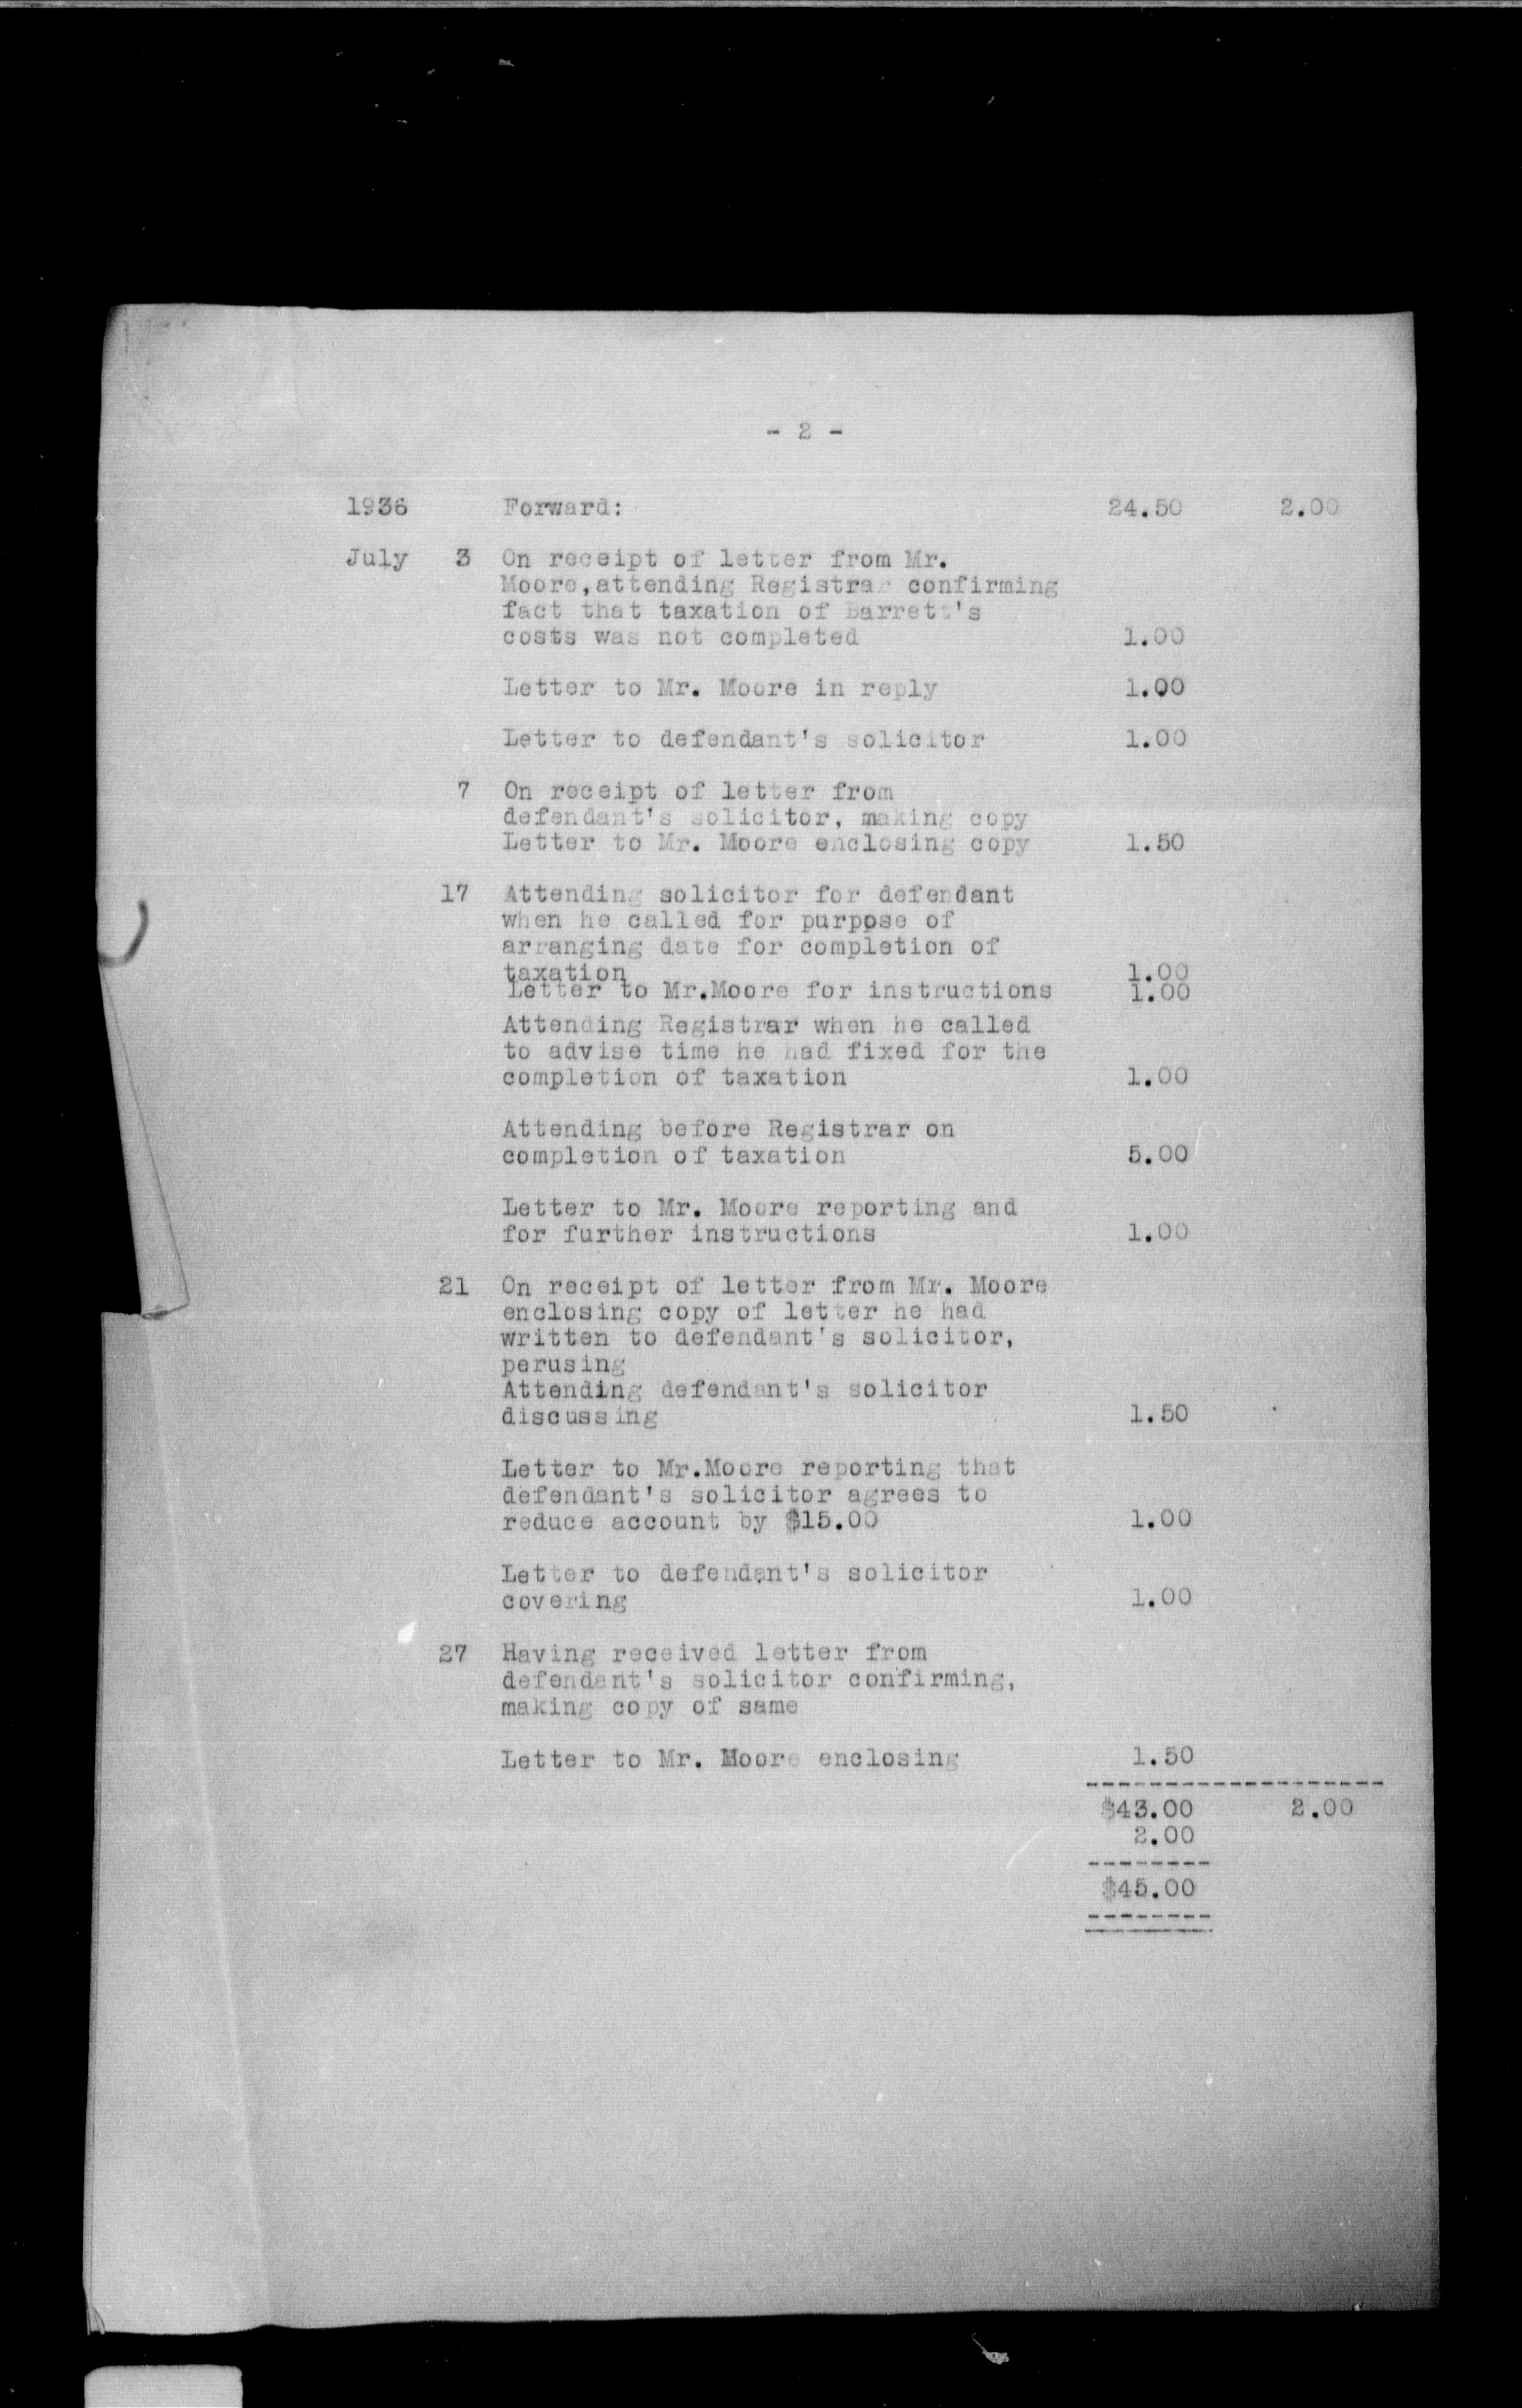 - 2 -
1936 Forward: 24.50 2.00
July 3 On receipt of letter from Mr.
Moore,attending Registrar confirming
fact that taxation of Barrett's
costs was not completed 1.00
Letter to Mr. Moore in reply 1.00
Letter to defendant's solicitor 1.00
7 On receipt of letter from
defendant's solicitor, making copy
Letter to Mr. Moore enclosing copy 1.50
17 Attending solicitor for defendant
when he called for purpose of
arranging date for completion of
taxation 1.00
Letter to Mr.Moore for instructions 1.00
Attending Registrar when he called
to advise time he had fixed for the
completion of taxation 1.00
Attending before Registrar on
completion of taxation 5.00
Letter to Mr. Moore reporting and
for further instructions 1.00
21 On receipt of letter from Mr. Moore
enclosing copy of letter he had
written to defendant's solicitor,
perusing
Attending defendant's solicitor
discussing 1.50
Letter to Mr.Moore reporting that
defendant's solicitor agrees to
reduce account by $15.00 1.00
Letter to defendant's solicitor
covering 1.00
27 Having received letter from
defendant's solicitor confirming,
making copy of same
Letter to Mr. Moore enclosing 1.50
$43.00 2.00
2.00
$45.00